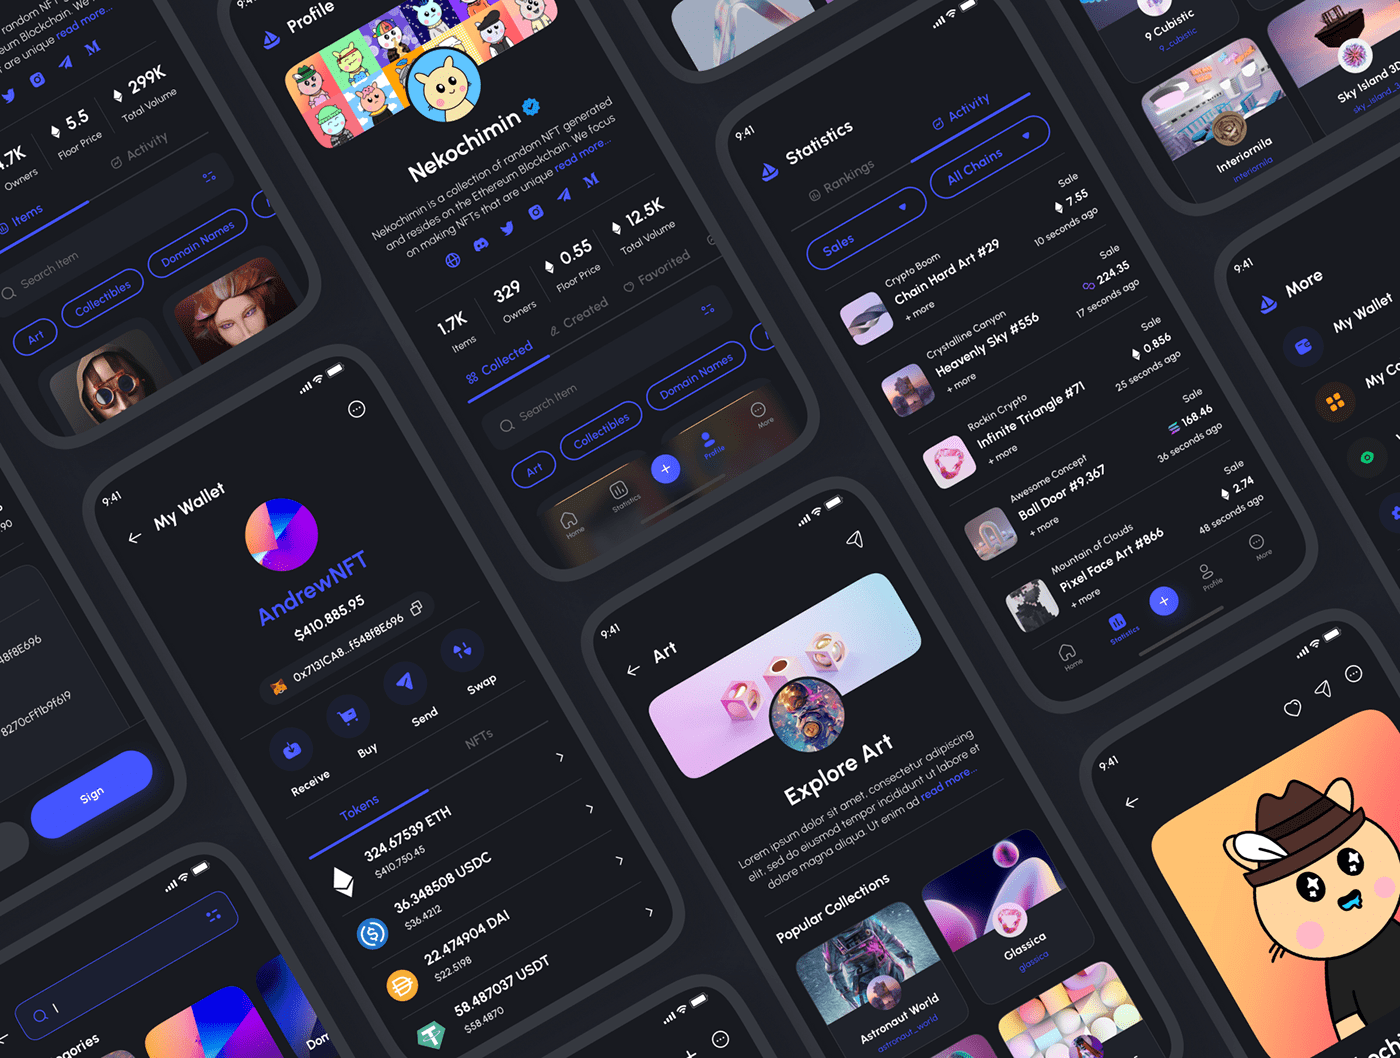 random NFT
Ethereum
are unique read more...
299K
Total Volume
5.5
Floor Price
.7K
Owners
Activity
Items
Search Item
Art
Collectibles
Domain Names
9:41
Profile
Nekochimin
Nekochimin is a collection of random NFT generated
and resides on the Ethereum Blockchain. We focus
on making NFTs that are unique read more...
1.7K
Items
329
Owners
0.55
Floor Price
12.5K
Total Volume
Collected
Created
Favorited
Search Item
Art
Collectibles
Domain Names
Home
Statistics
+
Profile
More
9:41
Statistics
Rankings
Activity
Sales
All Chains
Crypto Boom
Chain Hard Art #29
+ more
Sale
7.55
10 seconds ago
Crystalline Canyon
Heavenly Sky #556
+ more
Sale
224.35
17 seconds ago
Rockin Crypto
Infinite Triangle #71
+ more
Sale
0.856
25 seconds ago
Awesome Concept
Ball Door #9,367
+ more
Sale
168.46
36 seconds ago
Mountain of Clouds
Pixel Face Art #866
+ more
Sale
2.74
48 seconds ago
Home
Statistics
+
Profile
More
9 Cubistic
9_cubistic
Interiornila
interiornila
Sky Island 3D
sky_island_3
9:41
More
My Wallet
My Co
9:41
My Wallet
AndrewNFT
$410,885.95
0x7131CA8...f548f8E696
Receive
Buy
Send
Swap
Tokens
NFTs
324.67539 ETH
$410,750.45
36.348508 USDC
$36.4212
22.474904 DAI
$22.5198
58.487037 USDT
$58.4870
.90
48f8E696
8270cFf1b9f619
Sign
egories
Dom
9:41
Art
Explore Art
Lorem ipsum dolor sit amet, consectetur adipiscing
elit, sed do eiusmod tempor incididunt ut labore et
dolore magna aliqua. Ut enim ad read more...
Popular Collections
Astronaut World
astronaut_world
Glassica
glassica
9:41